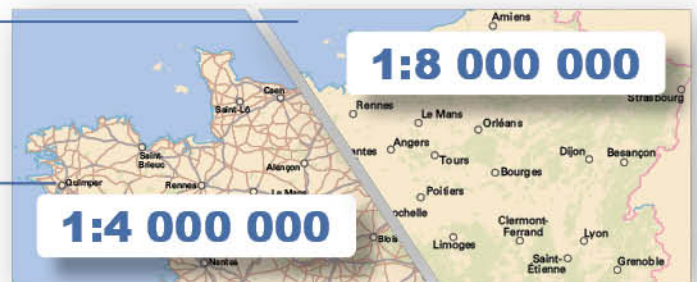 Amiens
1:8 000 000
Strasbourg
Caen
Saint-Lô
Rennes
Le Mans
Orléans
Saint-
Brieuc
Alençon
antes
Angers
Tours
Dijon
Besançon
Bourges
Quimper
Rennes
Le Mans
Poitiers
ochelle
1:4 000 000
Blois
Limoges
Clermont-
Ferrand
Lyon
Nantes
Saint-
Étienne
Grenoble